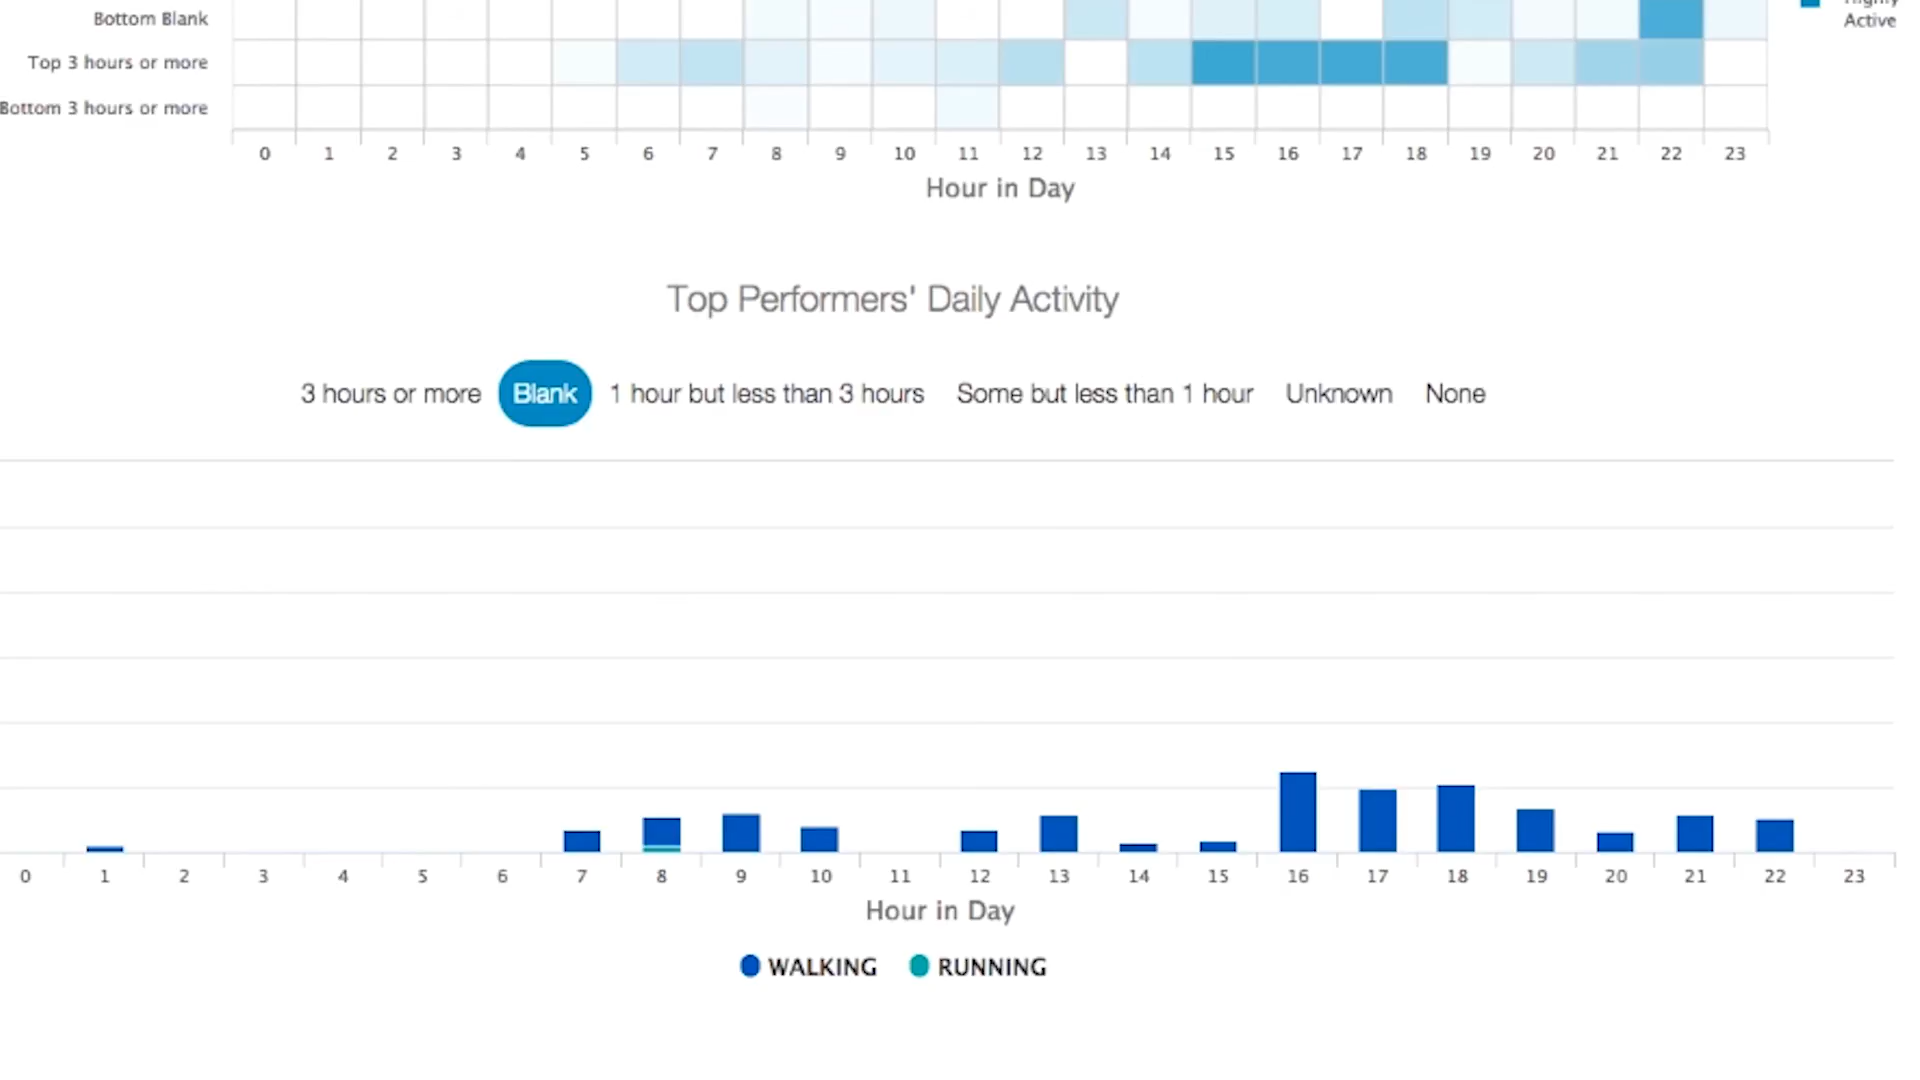 Bottom Blank
Active
Top 3 hours or more
Bottom 3 hours or more
0 1 2 3 4 5 6 7 8 9 10 11 12 13 14 15 16 17 18 19 20 21 22 23
Hour in Day
Top Performers' Daily Activity
3 hours or more Blank 1 hour but less than 3 hours Some but less than 1 hour Unknown None
0 1 2 3 4 5 6 7 8 9 10 11 12 13 14 15 16 17 18 19 20 21 22 23
Hour in Day
WALKING RUNNING